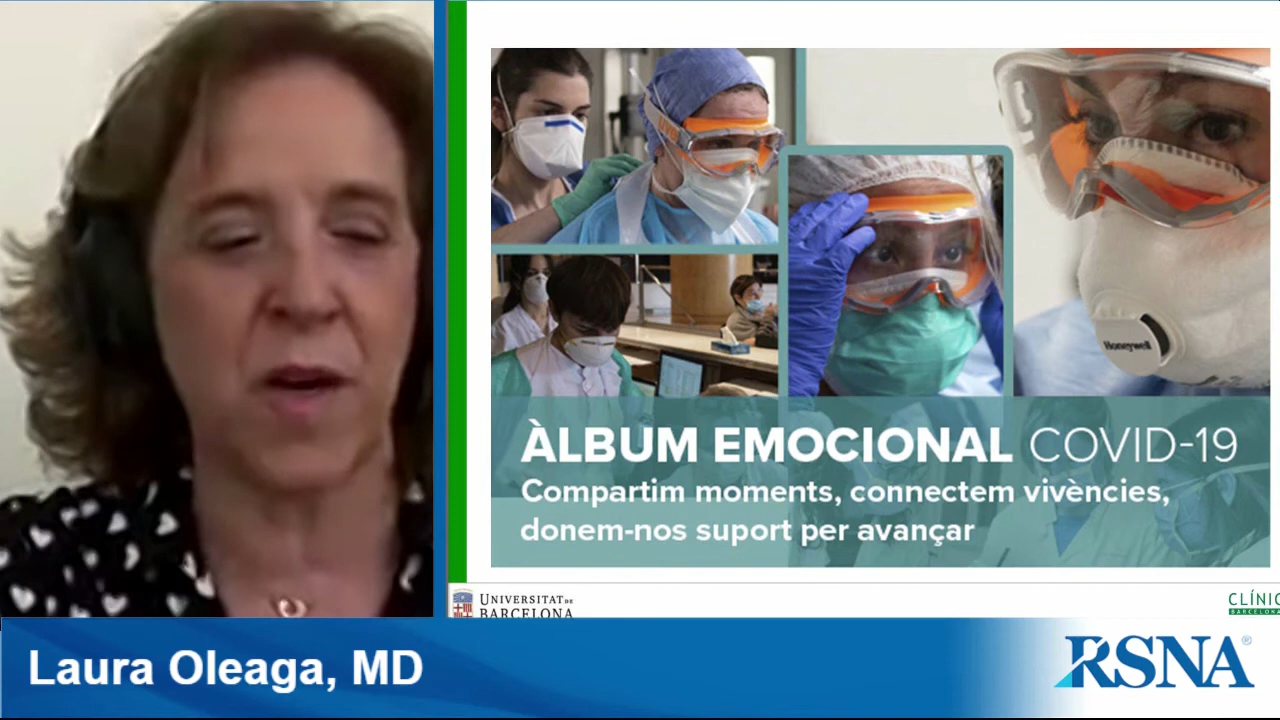 Honeywell
ÀLBUM EMOCIONAL COVID-19
Compartim moments, connectem vivències,
donem-nos suport per avançar
UNIVERSITAT DE
BARCELONA
CLÍNIC
BARCELONA
Laura Oleaga, MD
RSNA®